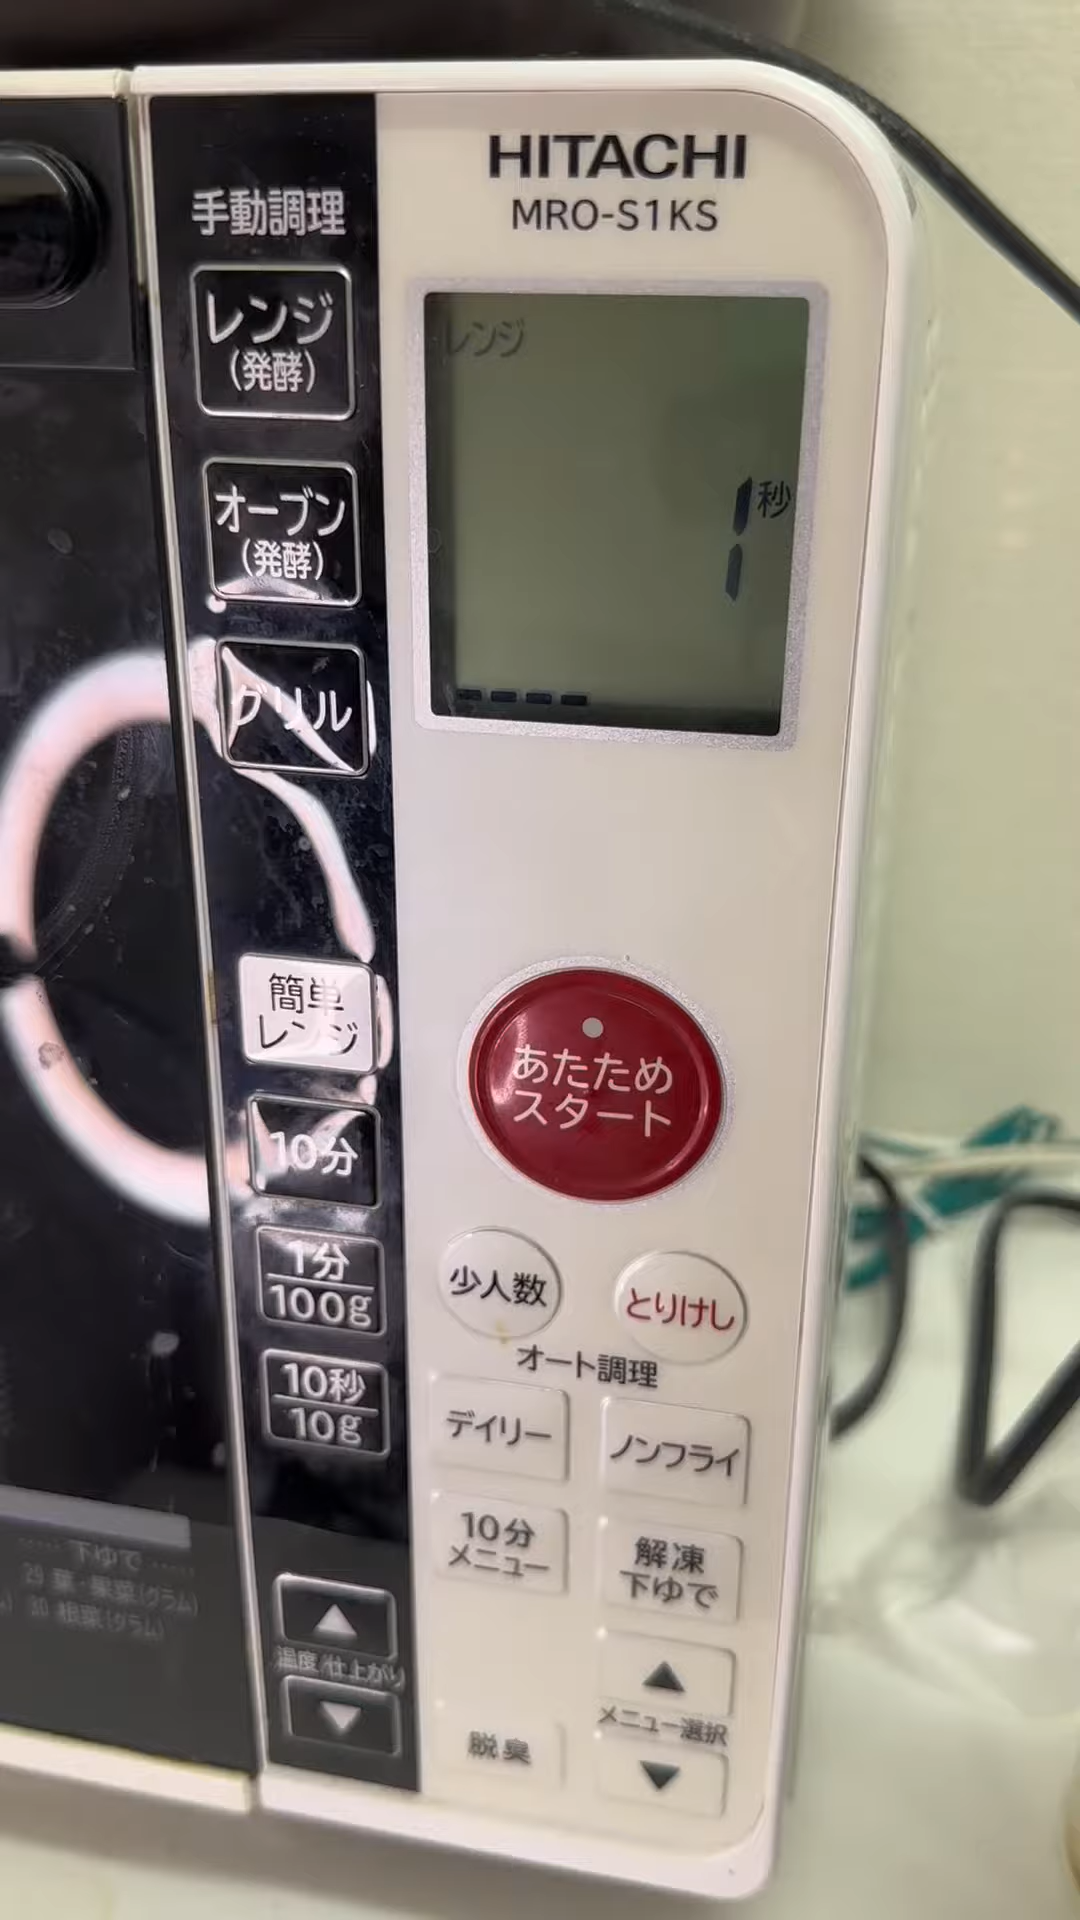 HITACHI
MRO-S1KS
手動調理
レンジ
(発酵)
レンジ
1秒
オーブン
(発酵)
グリル
簡単
レンジ
あたため
スタート
10分
1分
100g
少人数
とりけし
オート調理
10秒
10g
デイリー
ノンフライ
10分
メニュー
解凍
下ゆで
下ゆで
29 葉・果菜(グラム)
30 根菜(グラム)
▲
温度/仕上がり
▼
▲
メニュー選択
▼
脱臭